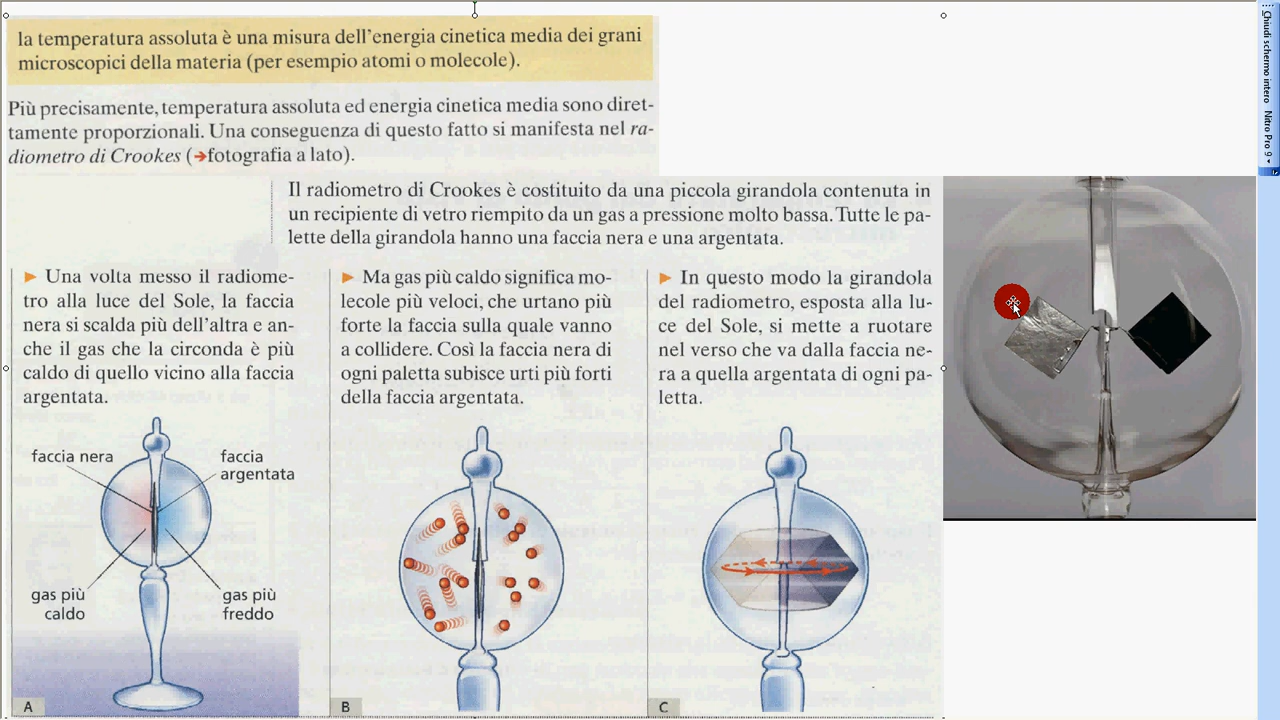 la temperatura assoluta è una misura dell'energia cinetica media dei grani
microscopici della materia (per esempio atomi o molecole).
Più precisamente, temperatura assoluta ed energia cinetica media sono diret-
tamente proporzionali. Una conseguenza di questo fatto si manifesta nel ra-
diometro di Crookes (→fotografia a lato).
Il radiometro di Crookes è costituito da una piccola girandola contenuta in
un recipiente di vetro riempito da un gas a pressione molto bassa. Tutte le pa-
lette della girandola hanno una faccia nera e una argentata.
► Una volta messo il radiome-
tro alla luce del Sole, la faccia
nera si scalda più dell'altra e an-
che il gas che la circonda è più
caldo di quello vicino alla faccia
argentata.
faccia nera
faccia
argentata
gas più
caldo
gas più
freddo
A
► Ma gas più caldo significa mo-
lecole più veloci, che urtano più
forte la faccia sulla quale vanno
a collidere. Così la faccia nera di
ogni paletta subisce urti più forti
della faccia argentata.
B
► In questo modo la girandola
del radiometro, esposta alla lu-
ce del Sole, si mette a ruotare
nel verso che va dalla faccia ne-
ra a quella argentata di ogni pa-
letta.
C
Chiudi schermo intero
Nitro Pro 9